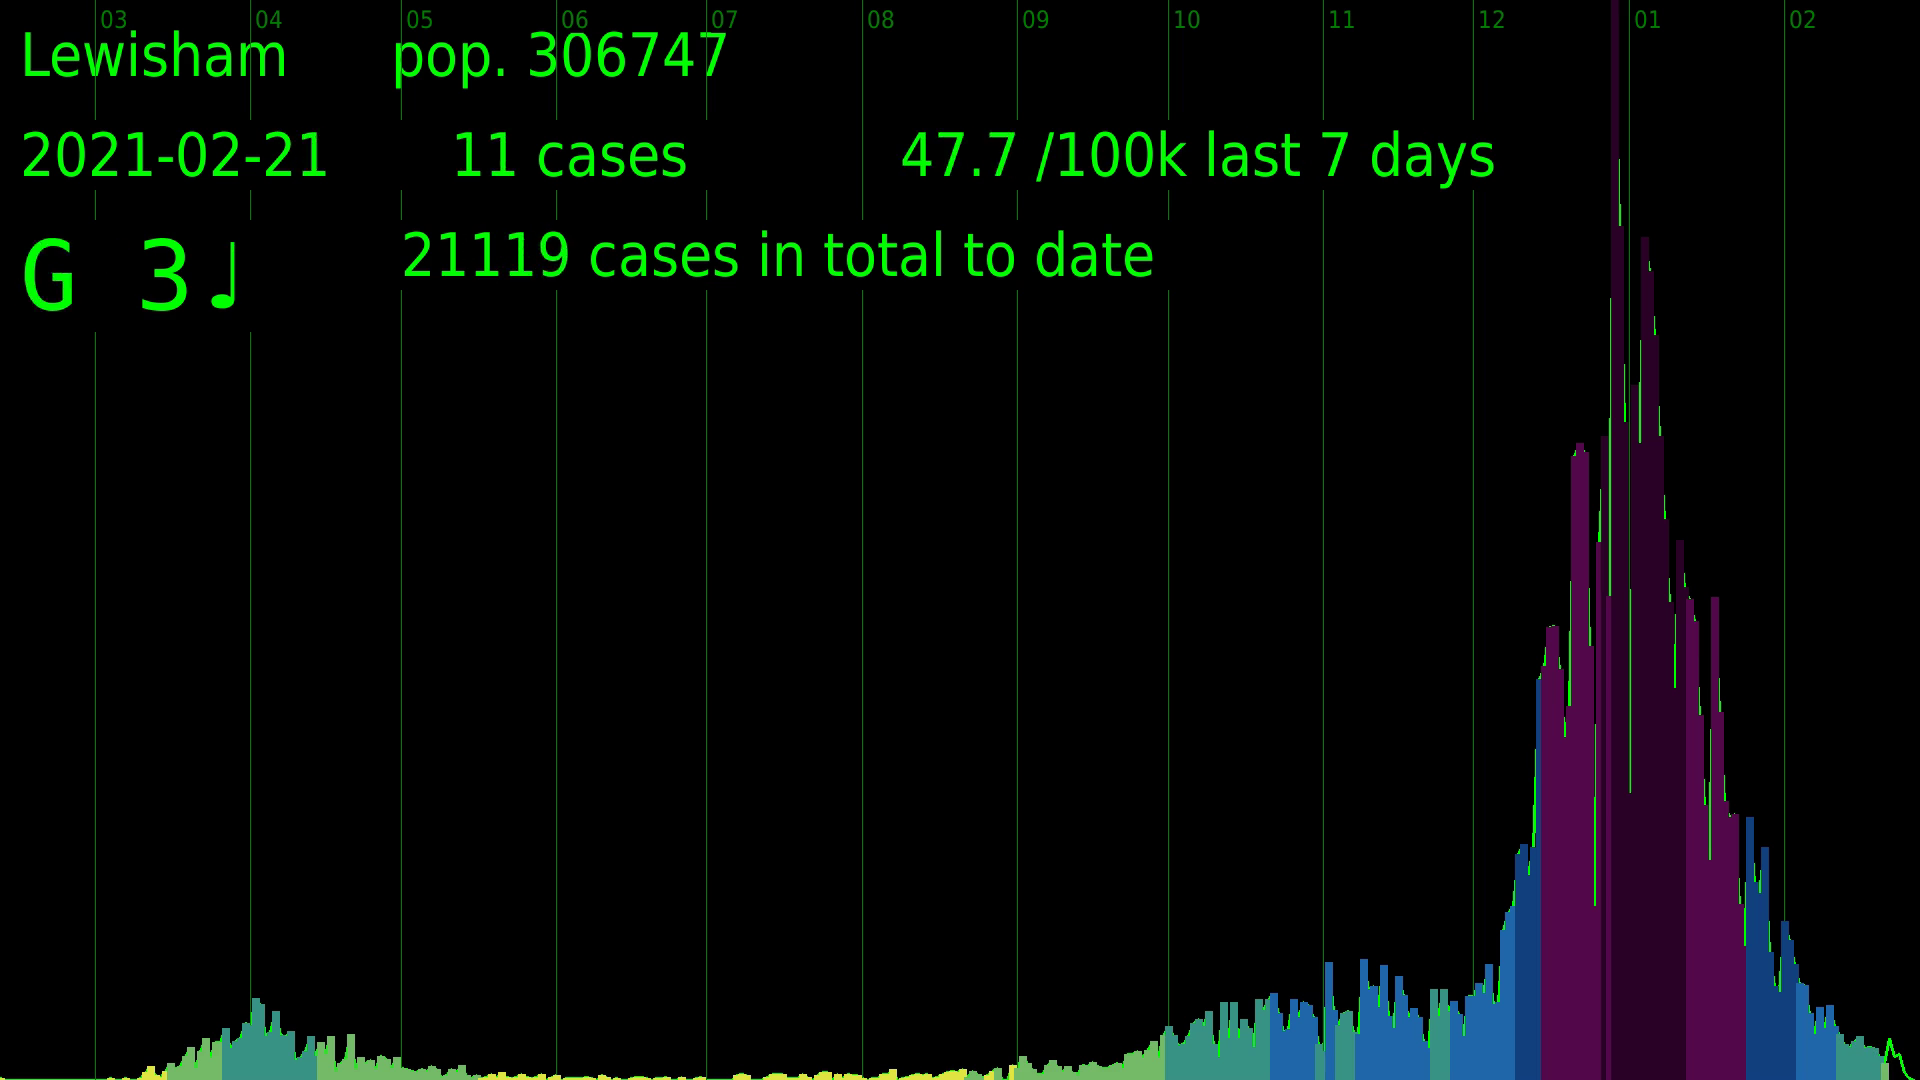 03 04 05 06 07 08 09 10 11 12 01 02
Lewisham pop. 306747
2021-02-21 11 cases 47.7 /100k last 7 days
G 3♩ 21119 cases in total to date